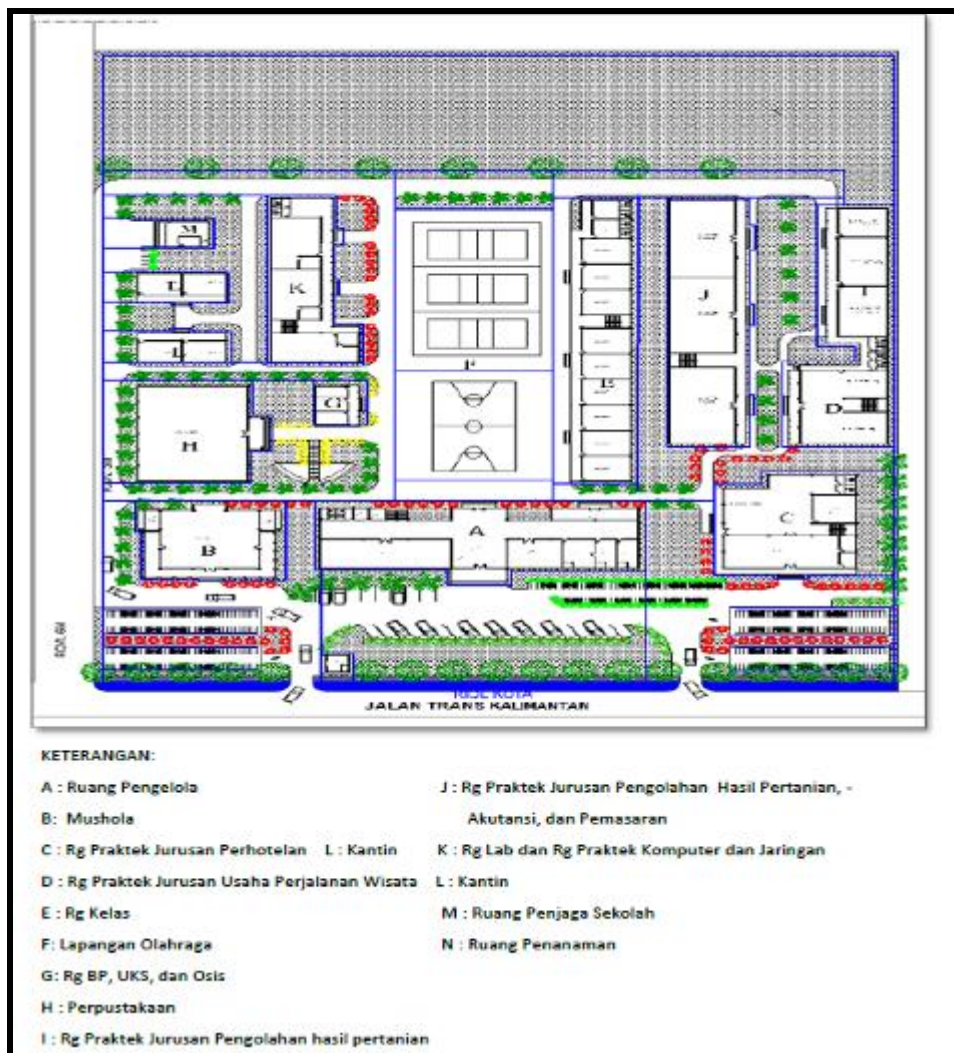 M
K
L
L
J
I
F
E
G
D
H
C
A
B
JALAN TRANS KALIMANTAN
KETERANGAN:
A : Ruang Pengelola
B: Mushola
C : Rg Praktek Jurusan Perhotelan L : Kantin
D : Rg Praktek Jurusan Usaha Perjalanan Wisata
E : Rg Kelas
F: Lapangan Olahraga
G: Rg BP, UKS, dan Osis
H : Perpustakaan
I : Rg Praktek Jurusan Pengolahan hasil pertanian
J : Rg Praktek Jurusan Pengolahan Hasil Pertanian, -
Akutansi, dan Pemasaran
K : Rg Lab dan Rg Praktek Komputer dan Jaringan
L : Kantin
M : Ruang Penjaga Sekolah
N : Ruang Penanaman